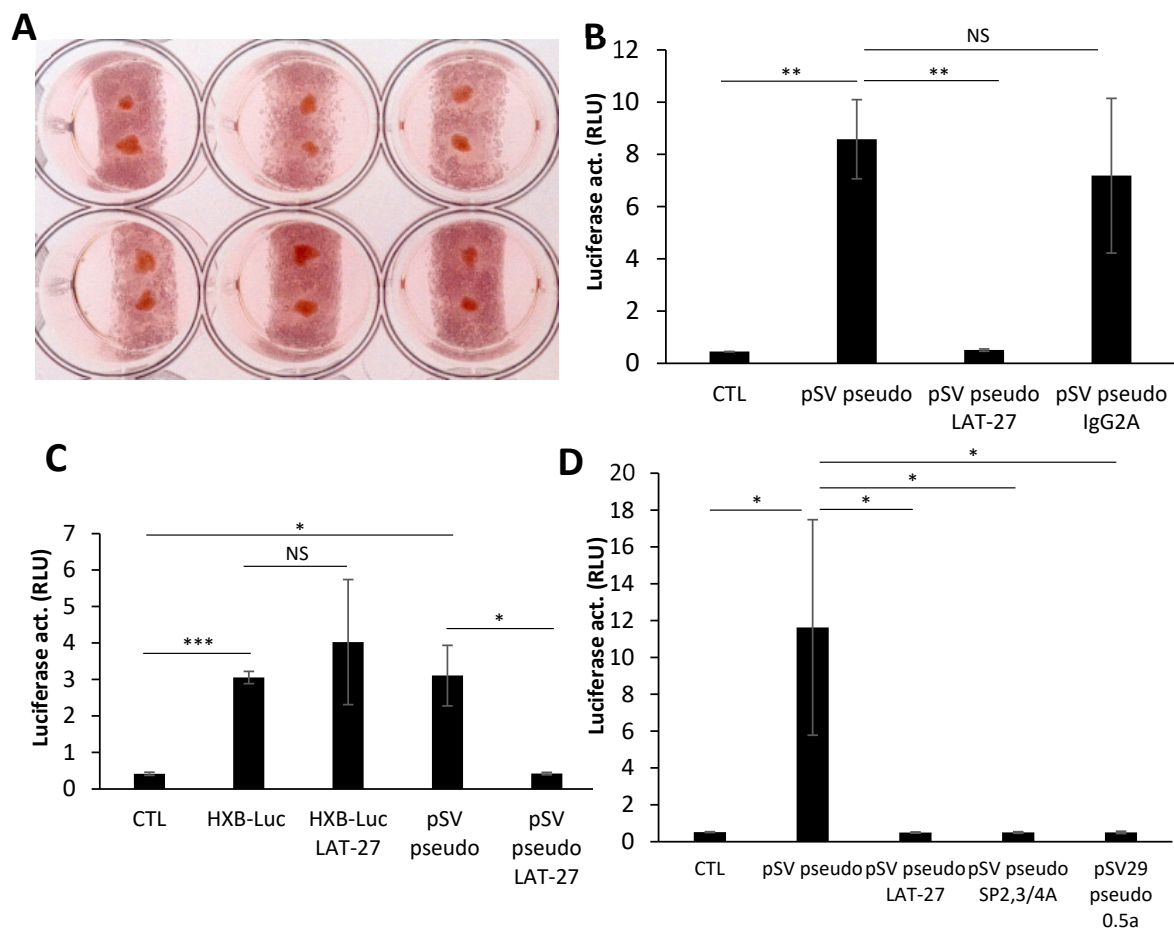 A
B
12
10
8
6
4
2
0
Luciferase act. (RLU)
**
**
NS
CTL
pSV pseudo
pSV pseudo
LAT-27
pSV pseudo
IgG2A
C
7
6
5
4
3
2
1
0
Luciferase act. (RLU)
*
NS
***
*
CTL
HXB-Luc
HXB-Luc
LAT-27
pSV
pseudo
pSV
pseudo
LAT-27
D
20
18
16
14
12
10
8
6
4
2
0
Luciferase act. (RLU)
*
*
*
*
CTL
pSV pseudo
pSV pseudo
LAT-27
pSV pseudo
SP2,3/4A
pSV29
pseudo
0.5a